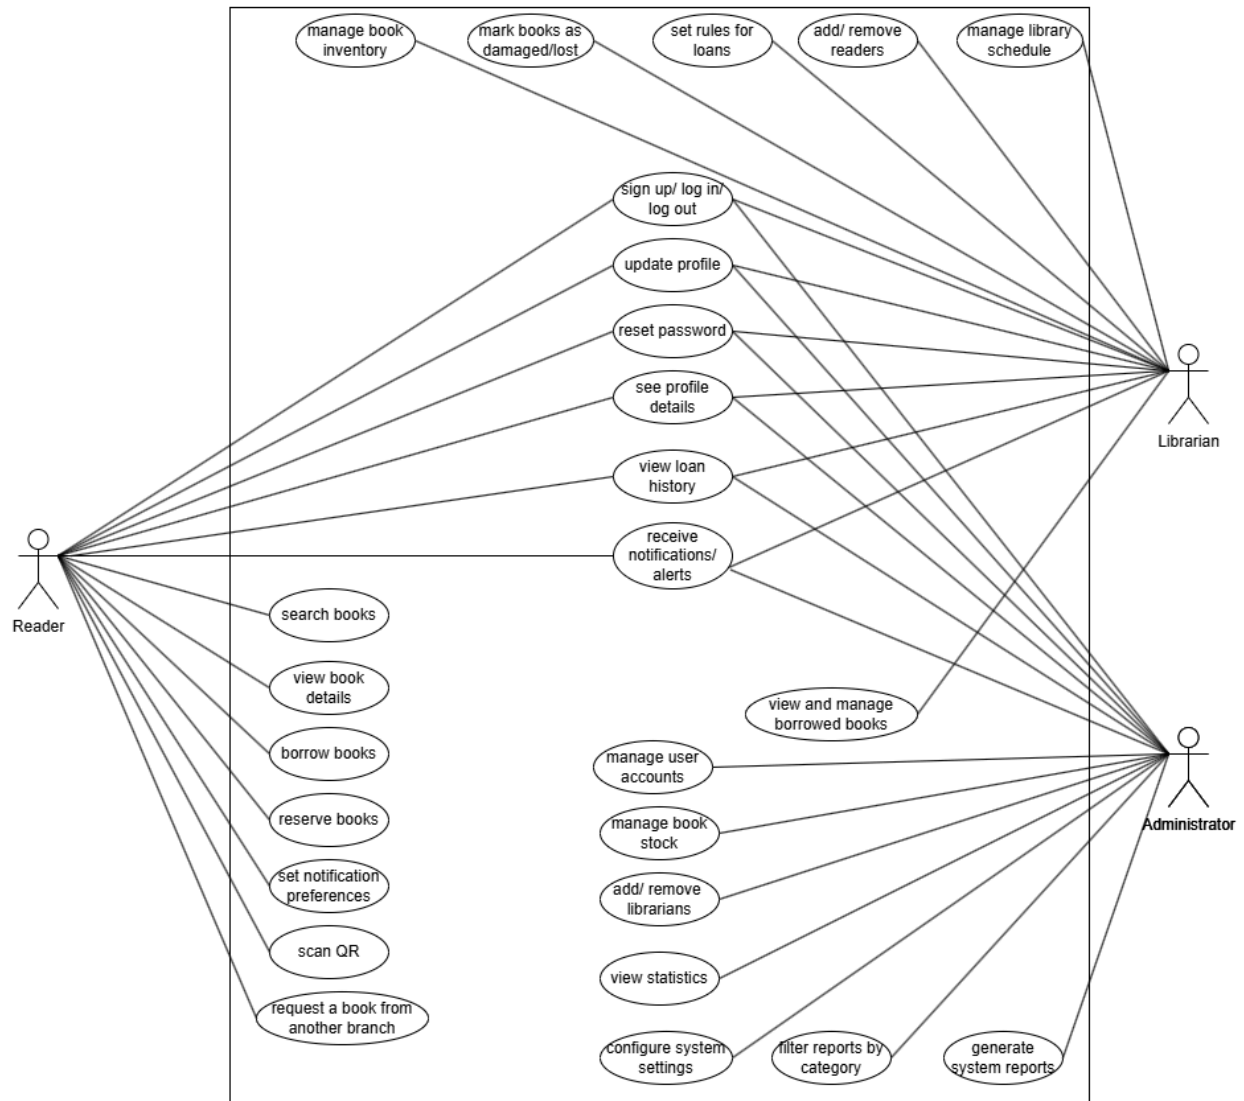 manage book
inventory
mark books as
damaged/lost
set rules for
loans
add/ remove
readers
manage library
schedule
sign up/ log in/
log out
update profile
reset password
see profile
details
view loan
history
receive
notifications/
alerts
Librarian
Reader
search books
view book
details
borrow books
reserve books
set notification
preferences
scan QR
request a book from
another branch
view and manage
borrowed books
manage user
accounts
manage book
stock
add/ remove
librarians
view statistics
configure system
settings
filter reports by
category
generate
system reports
Administrator